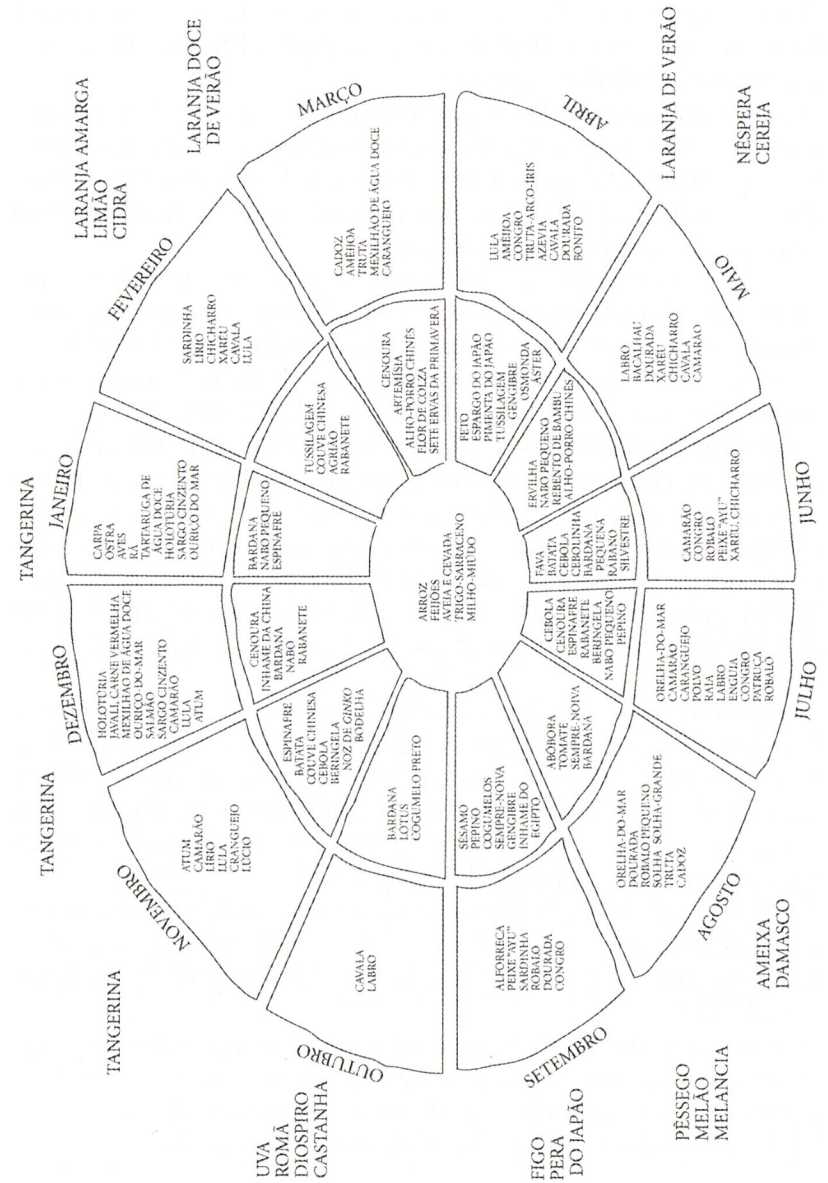 TANGERINA
JANEIRO
CARPA
OSTRA
AVES
RÃ
TARTARUGA DE
ÁGUA DOCE
HOLOTÚRIA
SARGO CINZENTO
OURIÇO DO MAR
BARDANA
NABO PEQUENO
ESPINAFRE
LARANJA AMARGA
LIMÃO
CIDRA
FEVEREIRO
SARDINHA
LÍRIO
CHICHARRO
XARÉU
CAVALA
LULA
TUSSILAGEM
COUVE CHINESA
AGRIÃO
RABANETE
LARANJA DOCE
DE VERÃO
MARÇO
CADOZ
AMÊIJOA
TRUTA
MEXILHÃO DE ÁGUA DOCE
CARANGUEJO
CENOURA
ARTEMÍSIA
ALHO-PORRO CHINÊS
FLOR DE COLZA
SETE ERVAS DA PRIMAVERA
LARANJA DE VERÃO
ABRIL
LULA
AMÊIJOA
CONGRO
TRUTA-ARCO-IRIS
AZEVIA
CAVALA
DOURADA
BONITO
FETO
ESPARGO DO JAPÃO
PIMENTA DO JAPÃO
TUSSILAGEM
GENGIBRE
OSMONDA
ÁSTER
NÊSPERA
CEREJA
MAIO
LABRO
BACALHAU
DOURADA
XARÉU
CHICHARRO
CAVALA
CAMARÃO
ERVILHA
NABO PEQUENO
REBENTO DE BAMBU
ALHO-PORRO CHINÊS
JUNHO
CAMARÃO
CONGRO
ROBALO
PEIXE "AYU"
XARÉU, CHICHARRO
FAVA
BATATA
CEBOLA
CEBOLINHA
BARDANA
PEQUENA
RABANO
SILVESTRE
JULHO
ORELHA-DO-MAR
CAMARÃO
CARANGUEJO
POLVO
RAIA
LABRO
ENGUIA
CONGRO
PATRUÇA
ROBALO
CEBOLA
CENOURA
ESPINAFRE
RABANETE
BERINGELA
NABO PEQUENO
PEPINO
AMEIXA
DAMASCO
AGOSTO
ORELHA-DO-MAR
DOURADA
ROBALO PEQUENO
SOLHA SOLHA-GRANDE
TRUTA
CADOZ
ABÓBORA
TOMATE
SEMPRE-NOIVA
BARDANA
PÊSSEGO
MELÃO
MELANCIA
SETEMBRO
ALFORRECA
PEIXE "AYU"
SARDINHA
ROBALO
DOURADA
CONGRO
SÉSAMO
PEPINO
COGUMELOS
SEMPRE-NOIVA
GENGIBRE
INHAME DO
EGIPTO
FIGO
PERA
DO JAPÃO
OUTUBRO
CAVALA
LABRO
BARDANA
LOTUS
COGUMELO PRETO
UVA
ROMÃ
DIOSPIRO
CASTANHA
TANGERINA
NOVEMBRO
ATUM
CAMARÃO
LÍRIO
LULA
CRANGUEJO
LÚCIO
ESPINAFRE
BATATA
COUVE CHINESA
CEBOLA
BERINGELA
NOZ DE GINKO
BODELHA
TANGERINA
DEZEMBRO
HOLOTÚRIA
JAVALI, CARNE VERMELHA
MEXILHÃO DE ÁGUA DOCE
OURIÇO-DO-MAR
SALMÃO
SARGO CINZENTO
CAMARÃO
LULA
ATUM
CENOURA
INHAME DA CHINA
BARDANA
NABO
RABANETE
ARROZ
FEIJÕES
AVEIA E CEVADA
TRIGO-SARRACENO
MILHO-MIÚDO